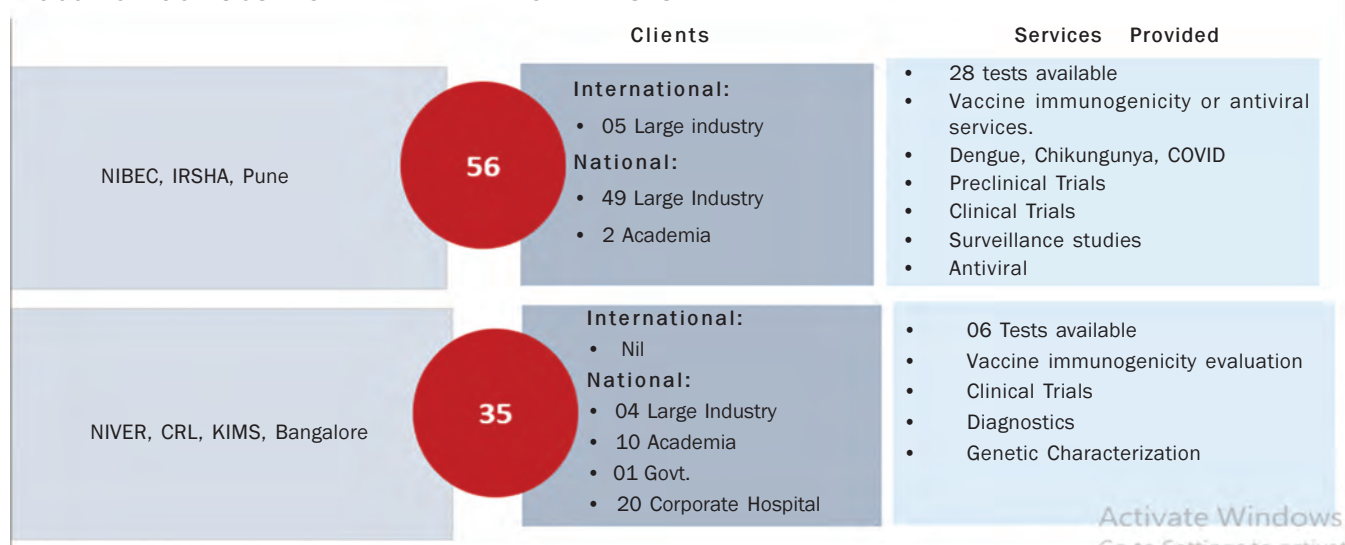 Clients
Services Provided
NIBEC, IRSHA, Pune
56
International:
• 05 Large industry
National:
• 49 Large Industry
• 2 Academia
• 28 tests available
• Vaccine immunogenicity or antiviral
services.
• Dengue, Chikungunya, COVID
• Preclinical Trials
• Clinical Trials
• Surveillance studies
• Antiviral
NIVER, CRL, KIMS, Bangalore
35
International:
• Nil
National:
• 04 Large Industry
• 10 Academia
• 01 Govt.
• 20 Corporate Hospital
• 06 Tests available
• Vaccine immunogenicity evaluation
• Clinical Trials
• Diagnostics
• Genetic Characterization
Activate Windows